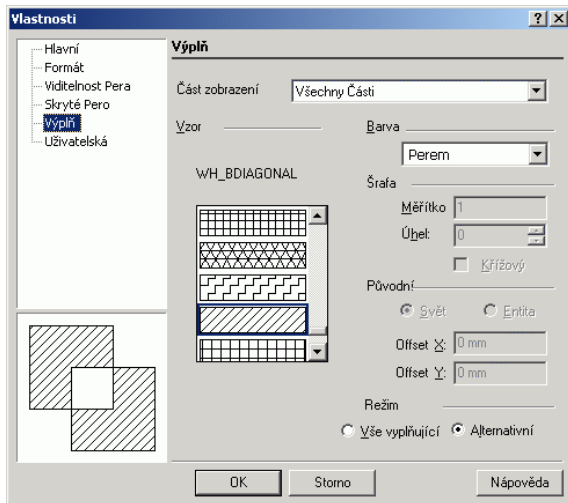 Vlastnosti
Hlavní
Formát
Viditelnost Pera
Skryté Pero
Výplň
Uživatelská
Výplň
Část zobrazení
Všechny Části
Vzor
Barva
WH_BDIAGONAL
Perem
Šrafa
Měřítko
1
Úhel:
0
Křížový
Původní
Svět
Entita
Offset X:
0 mm
Offset Y:
0 mm
Režim
Vše vyplňující
Alternativní
OK
Storno
Nápověda